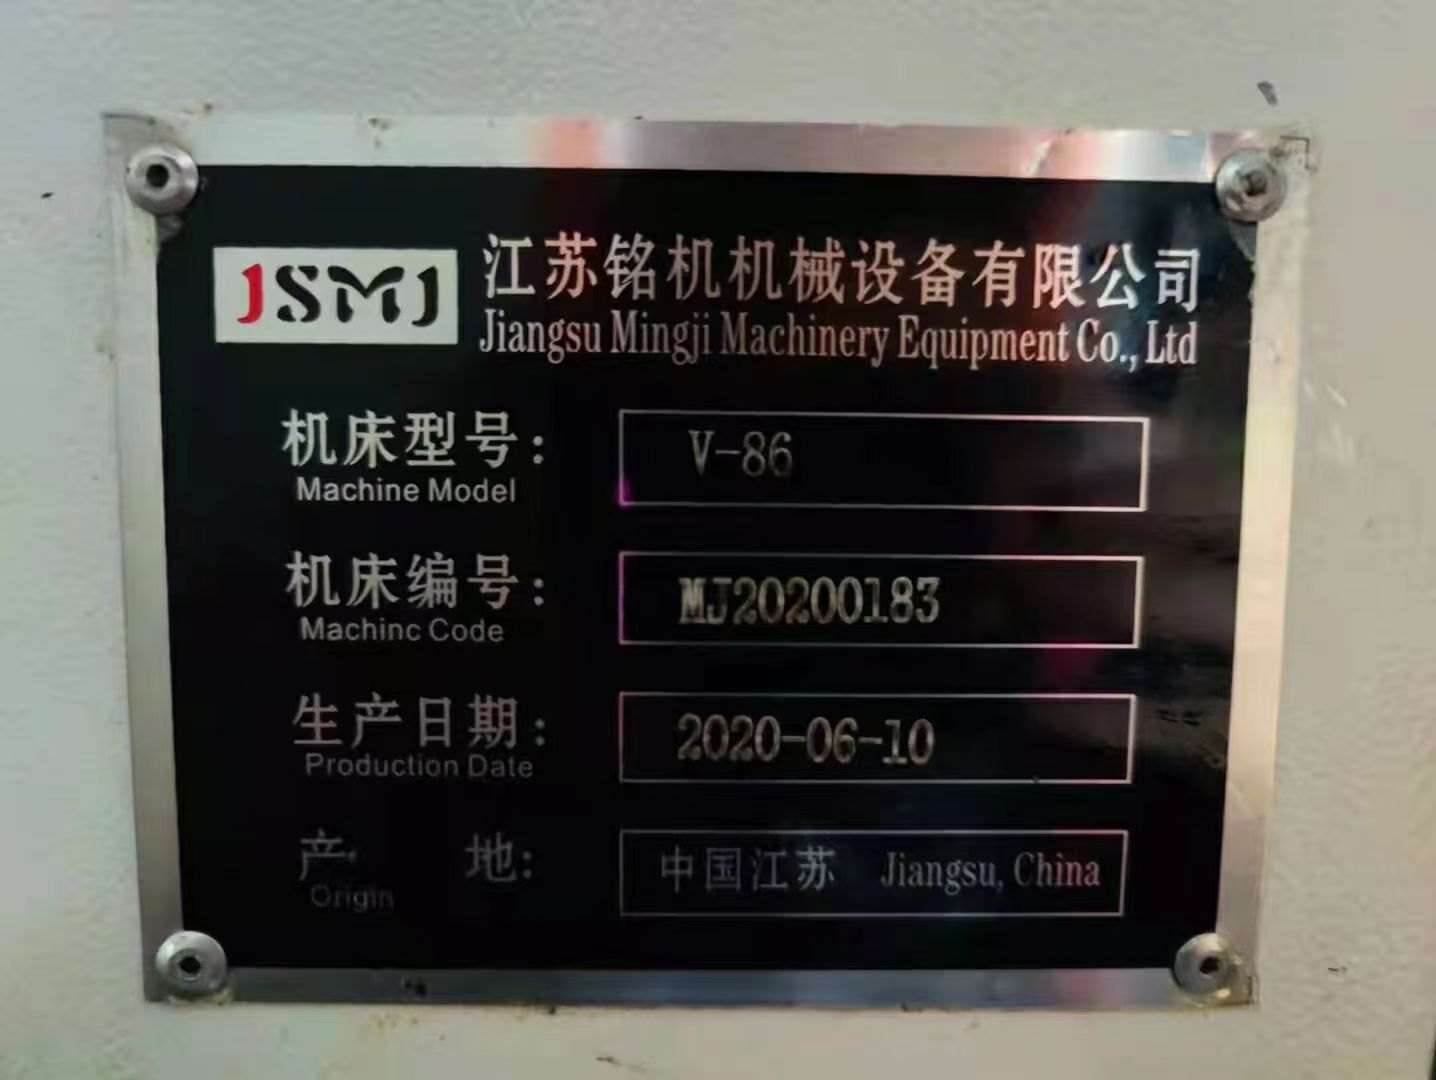 JSMJ
江苏铭机机械设备有限公司
Jiangsu Mingji Machinery Equipment Co., Ltd
机床型号: V-86
Machine Model
机床编号: MJ20200183
Machinc Code
生产日期: 2020-06-10
Production Date
产 地: 中国江苏 Jiangsu, China
Origin